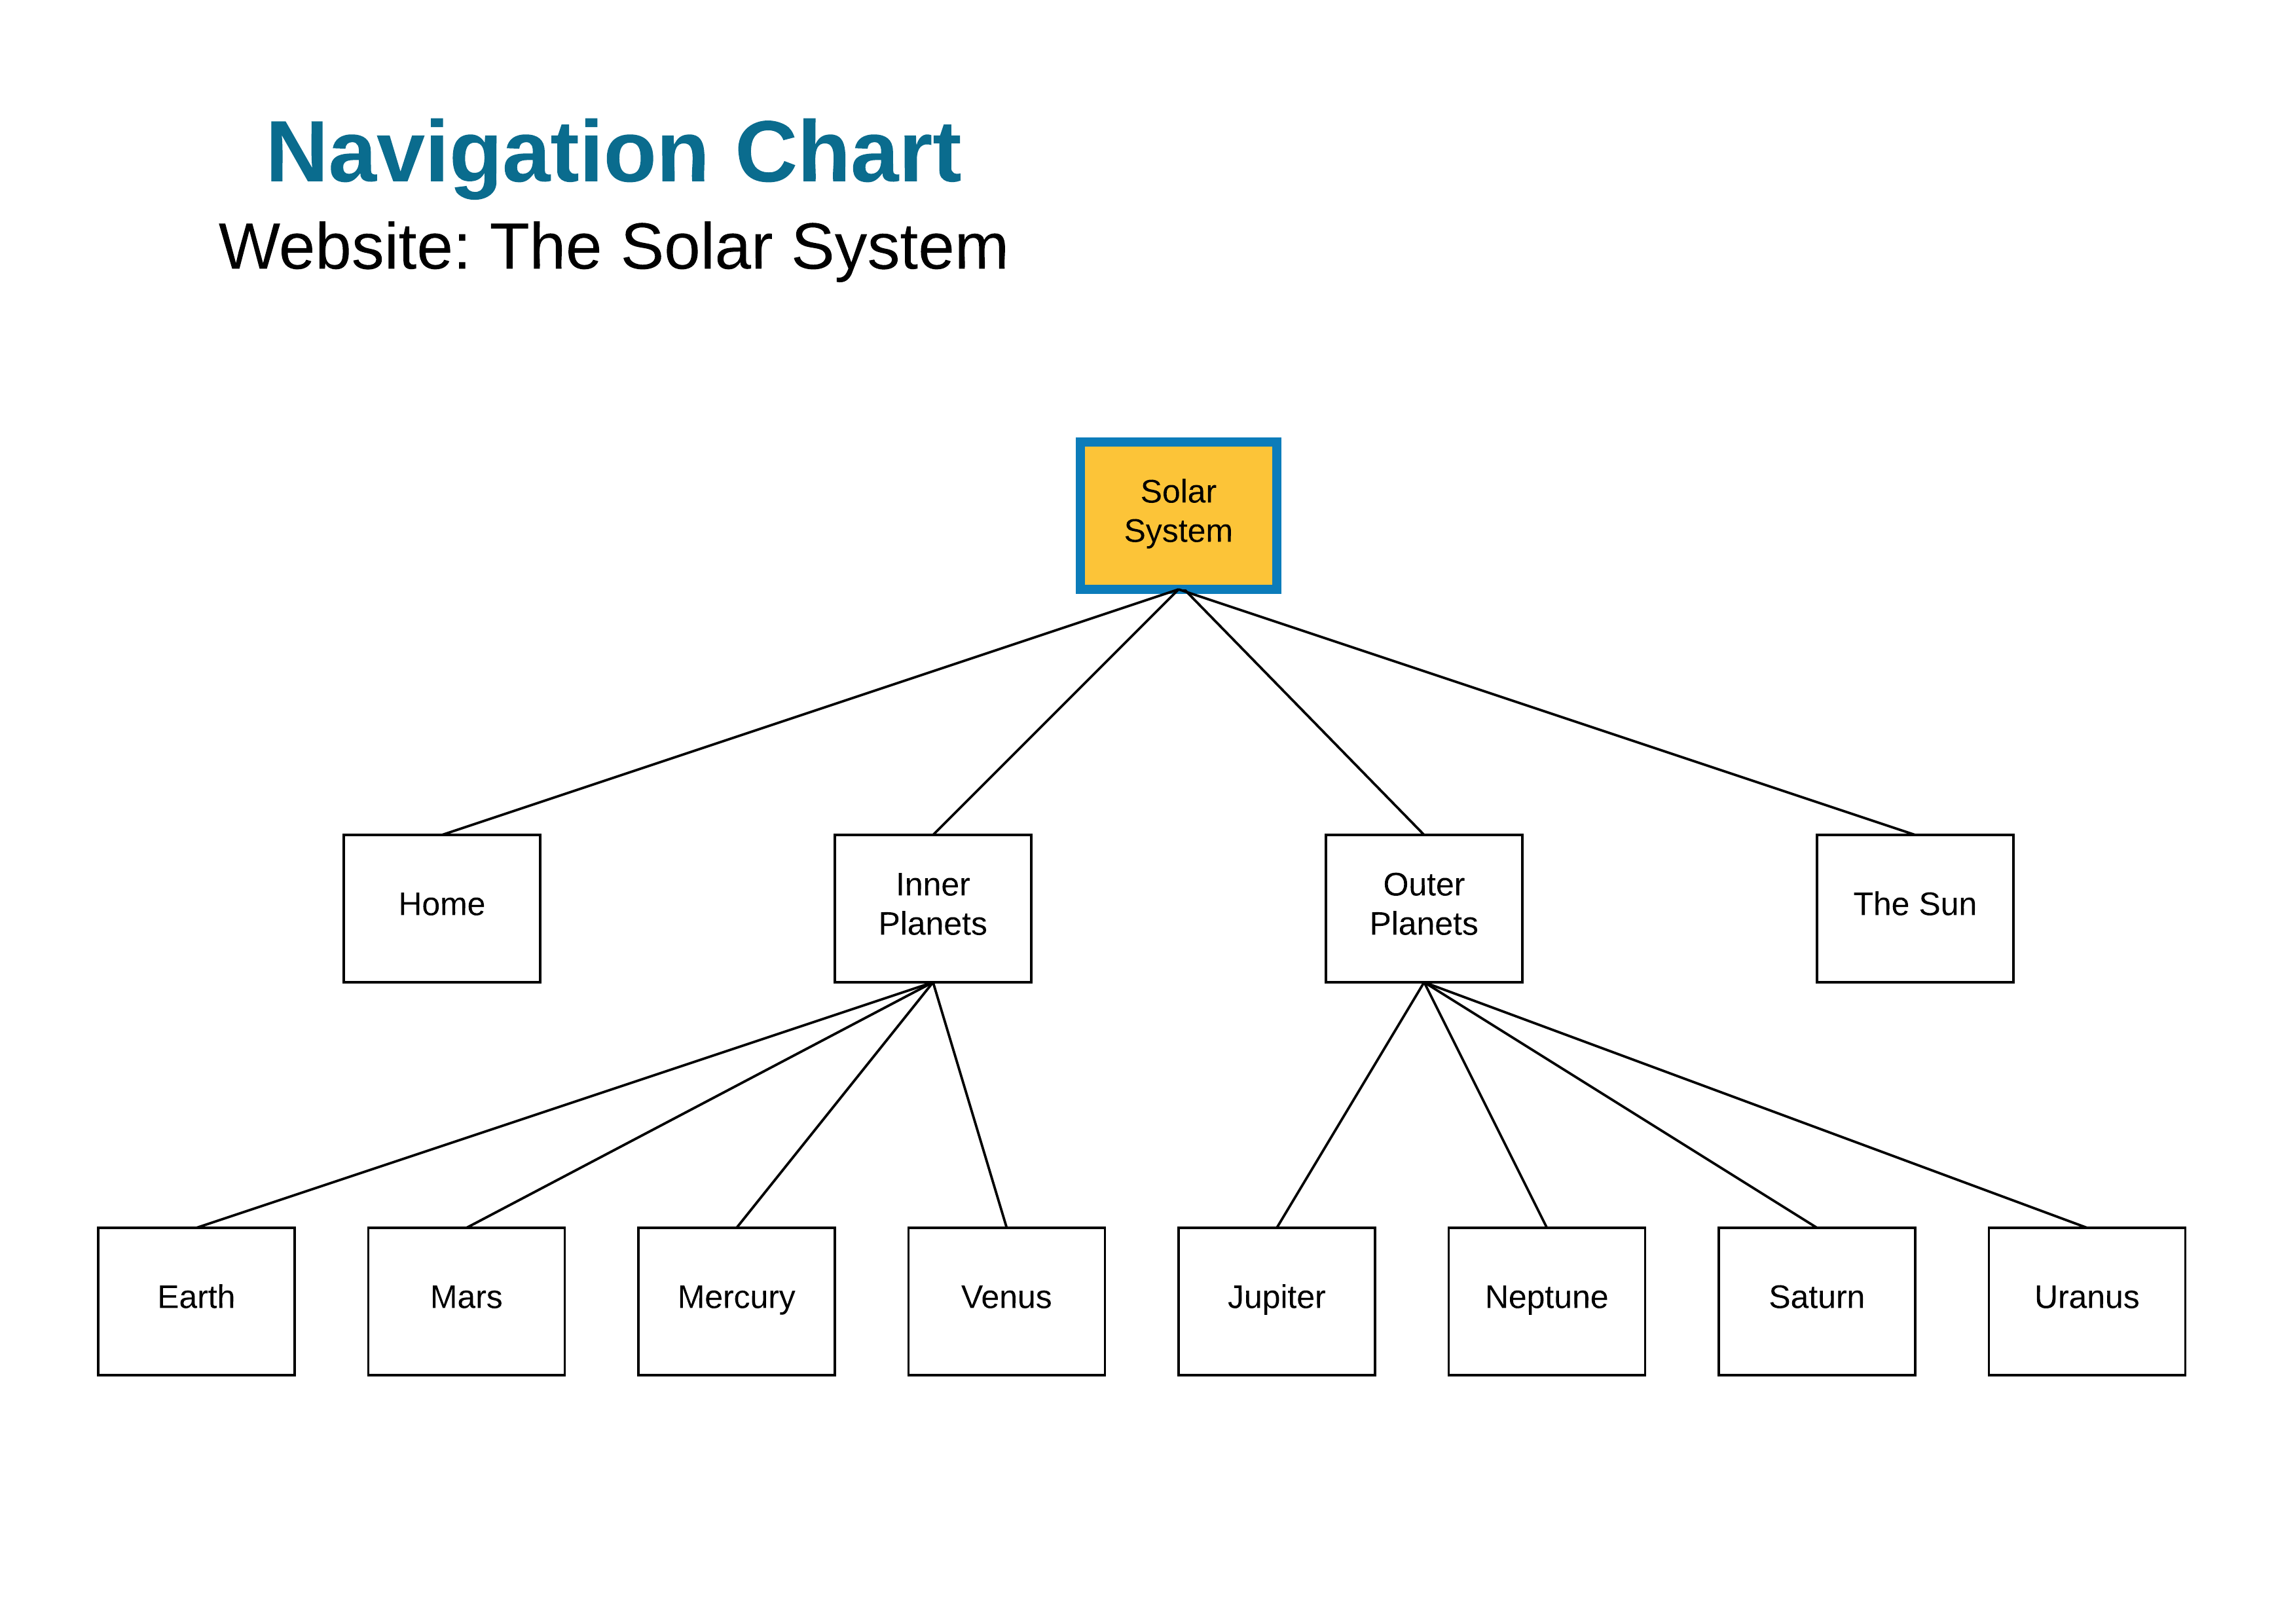 Navigation Chart
Website: The Solar System
Solar
System
Home
Inner
Planets
Outer
Planets
The Sun
Earth
Mars
Mercury
Venus
Jupiter
Neptune
Saturn
Uranus